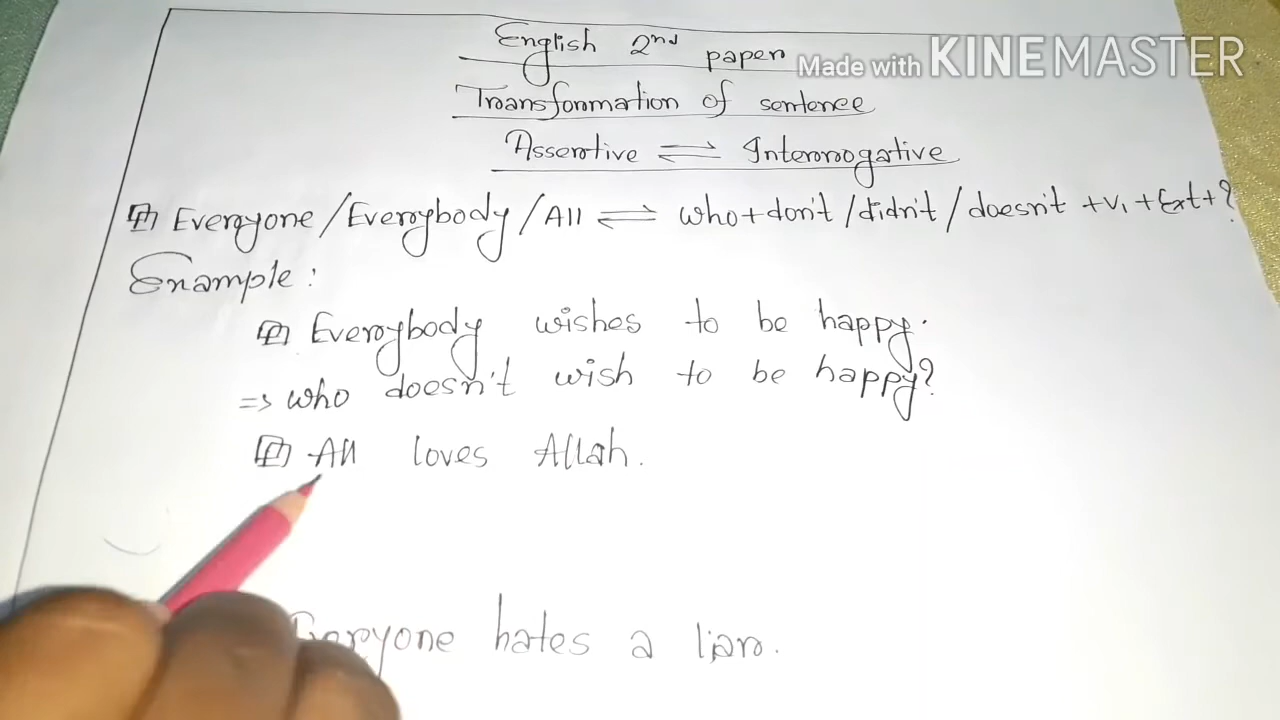 English 2nd paper
Made with KINEMASTER
Transformation of sentence
Assertive ⇌ Interrogative
Everyone / Everybody / All ⇌ who + don't / didn't / doesn't + v₁ + Ext + ?
Example :
Everybody wishes to be happy.
=> who doesn't wish to be happy?
All loves Allah.
Everyone hates a liar.